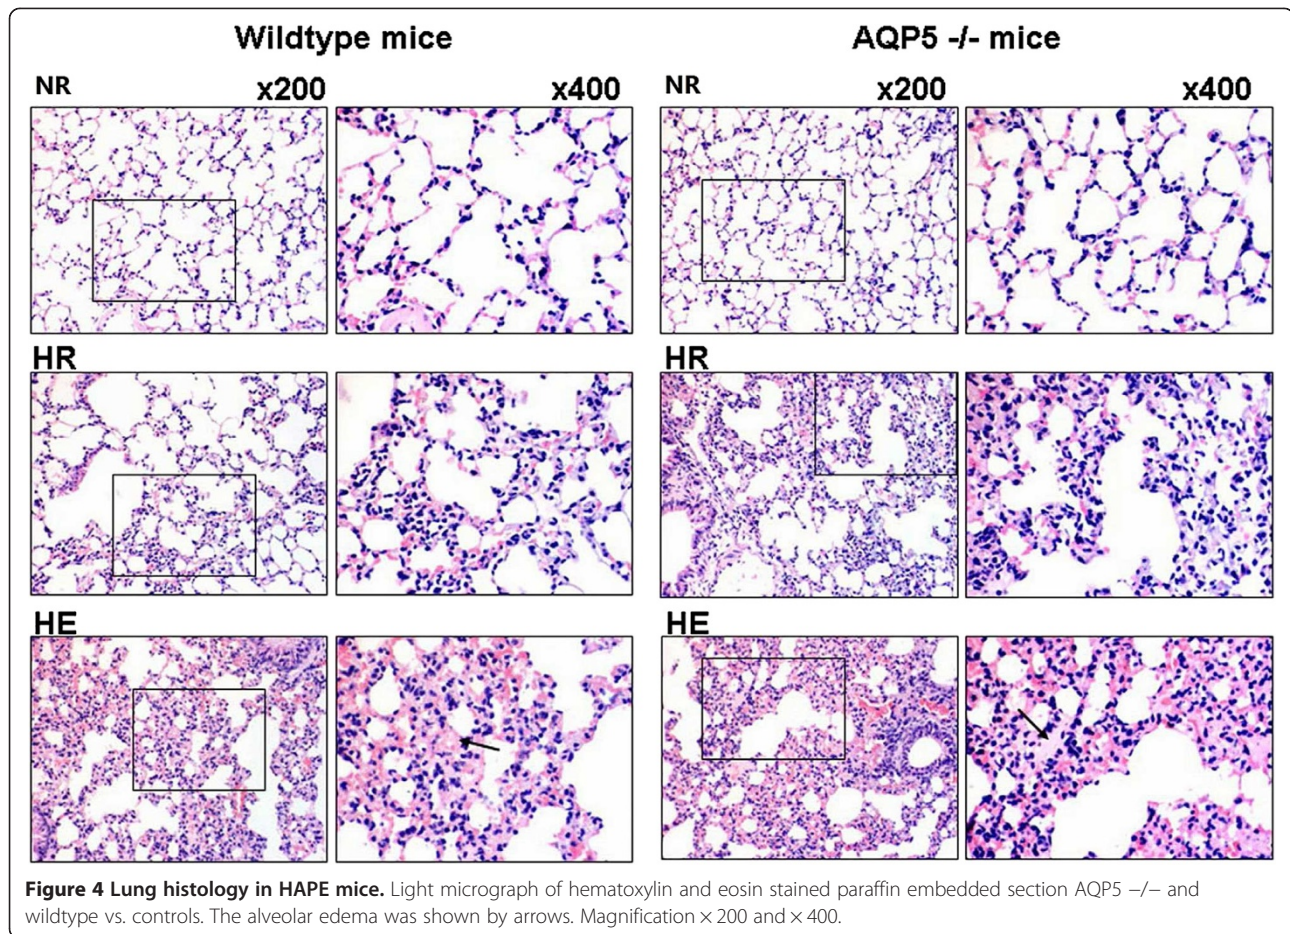 Wildtype mice
AQP5 -/- mice
NR x200 x400
NR x200 x400
HR
HE
HE
Figure 4 Lung histology in HAPE mice. Light micrograph of hematoxylin and eosin stained paraffin embedded section AQP5 −/− and
wildtype vs. controls. The alveolar edema was shown by arrows. Magnification × 200 and × 400.